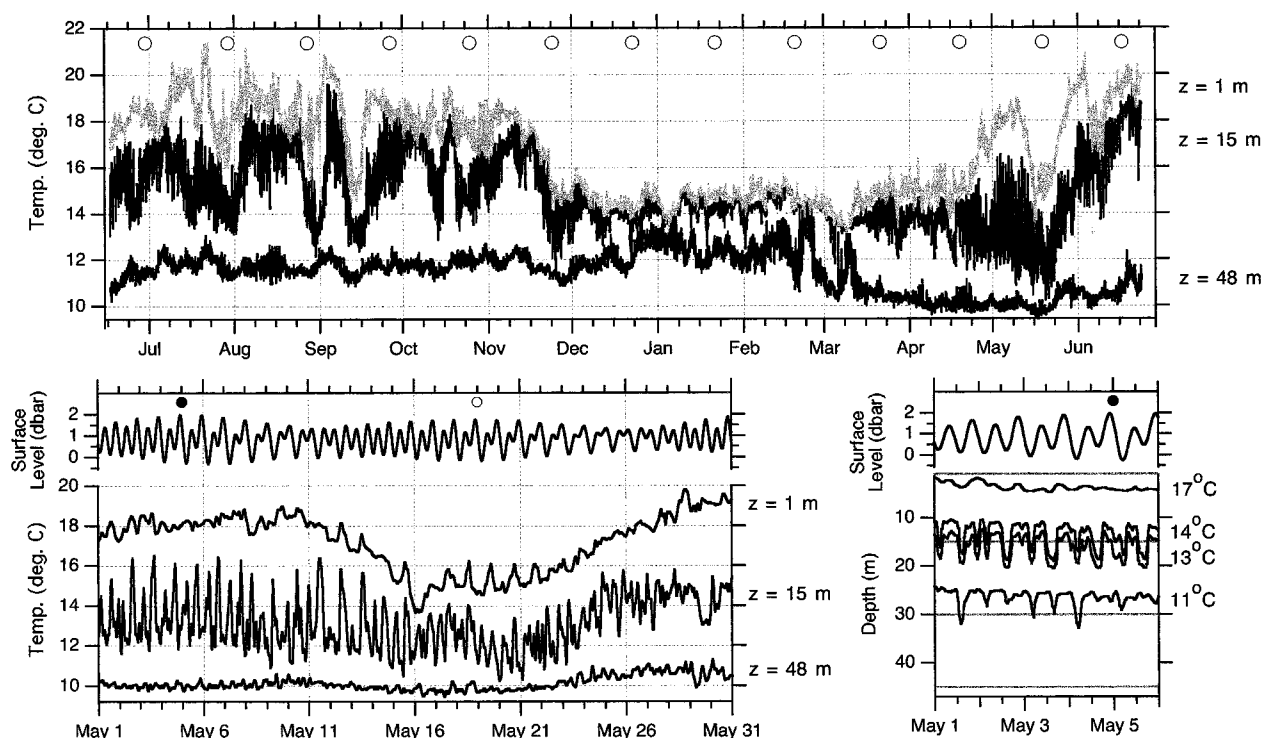 22
20
18
16
14
12
10
Temp. (deg. C)
z = 1 m
z = 15 m
z = 48 m
Jul Aug Sep Oct Nov Dec Jan Feb Mar Apr May Jun
Surface
Level (dbar)
2
1
0
20
18
16
14
12
10
Temp. (deg. C)
z = 1 m
z = 15 m
z = 48 m
May 1 May 6 May 11 May 16 May 21 May 26 May 31
Surface
Level (dbar)
2
1
0
10
20
30
40
Depth (m)
17°C
14°C
13°C
11°C
May 1 May 3 May 5